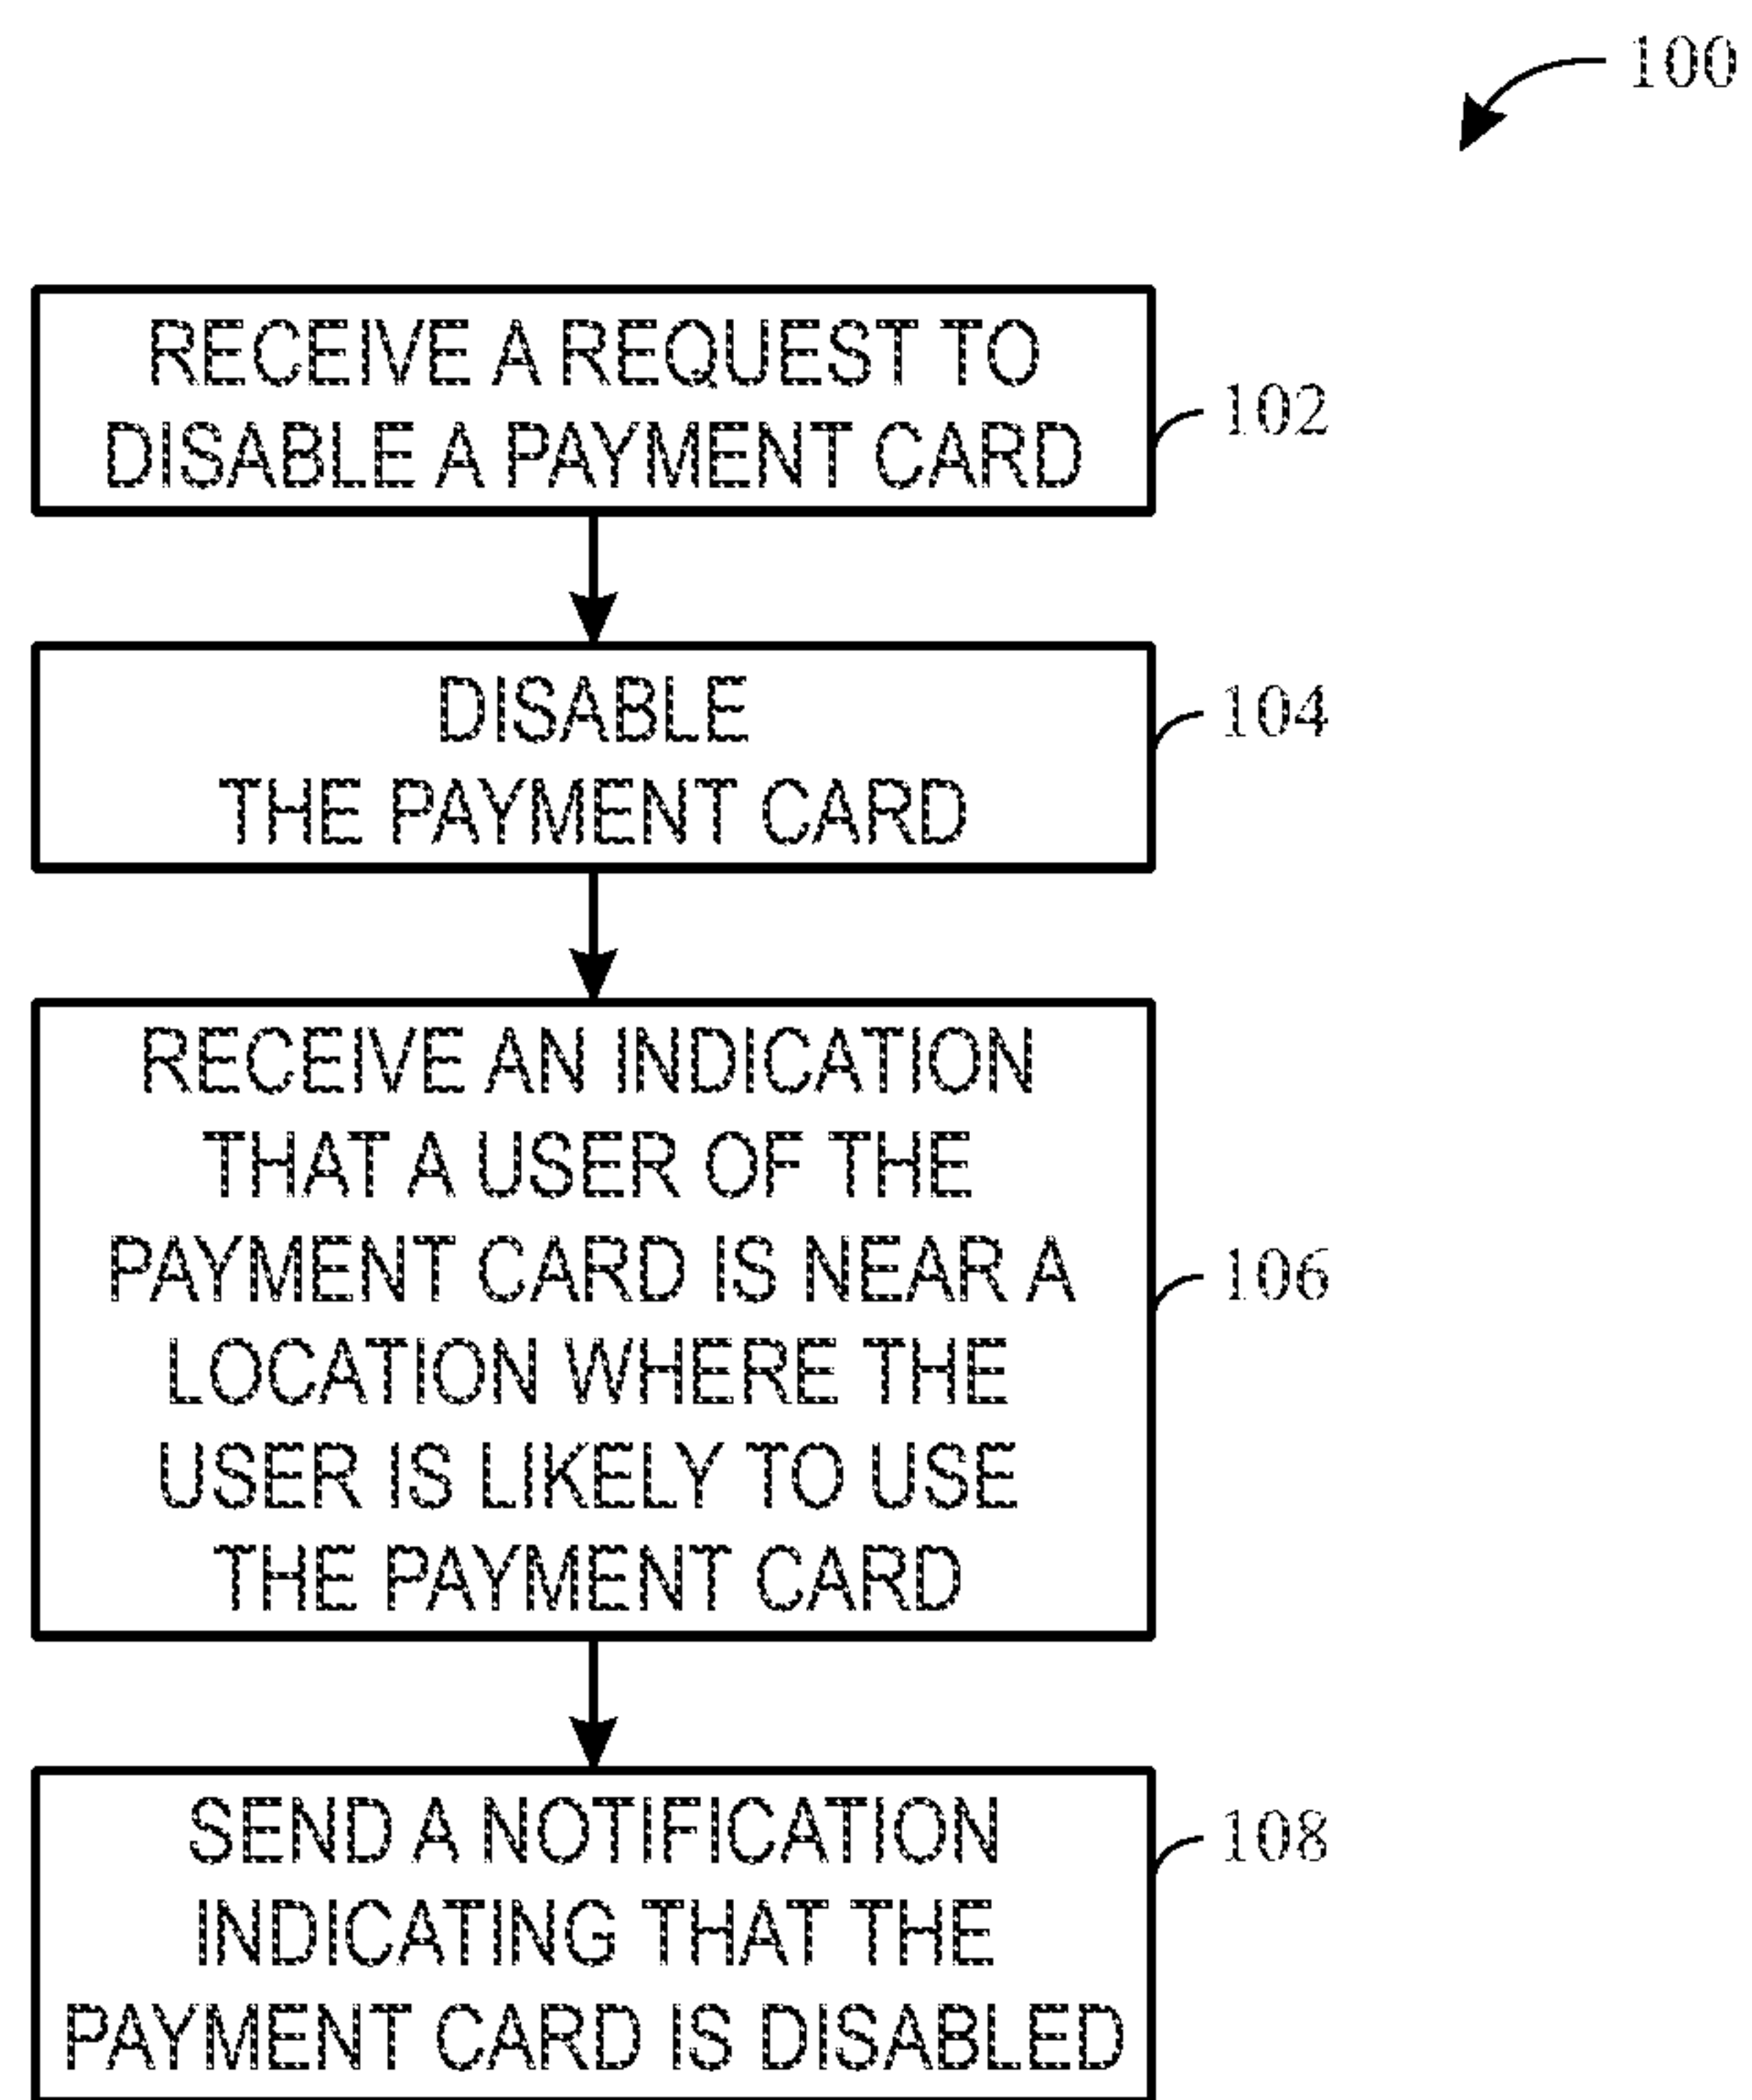 100
RECEIVE A REQUEST TO
DISABLE A PAYMENT CARD
102
DISABLE
THE PAYMENT CARD
104
RECEIVE AN INDICATION
THAT A USER OF THE
PAYMENT CARD IS NEAR A
LOCATION WHERE THE
USER IS LIKELY TO USE
THE PAYMENT CARD
106
SEND A NOTIFICATION
INDICATING THAT THE
PAYMENT CARD IS DISABLED
108